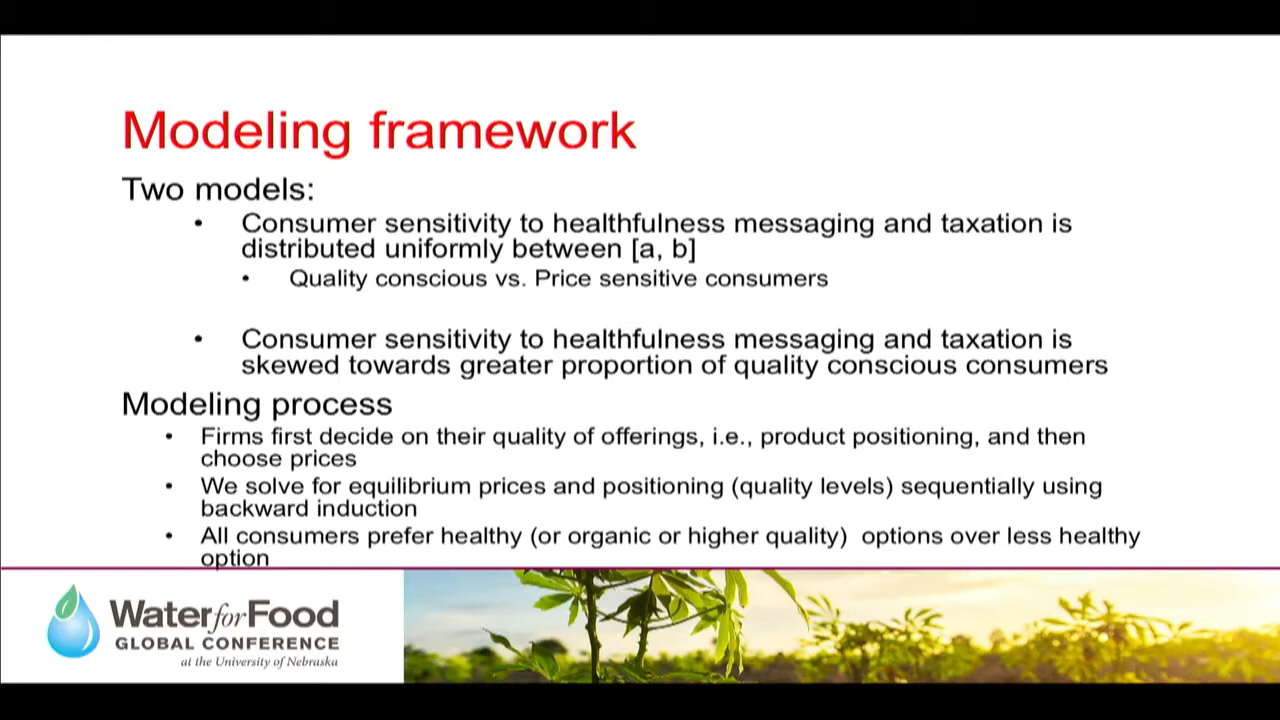 Modeling framework
Two models:
• Consumer sensitivity to healthfulness messaging and taxation is
distributed uniformly between [a, b]
• Quality conscious vs. Price sensitive consumers
• Consumer sensitivity to healthfulness messaging and taxation is
skewed towards greater proportion of quality conscious consumers
Modeling process
• Firms first decide on their quality of offerings, i.e., product positioning, and then
choose prices
• We solve for equilibrium prices and positioning (quality levels) sequentially using
backward induction
• All consumers prefer healthy (or organic or higher quality) options over less healthy
option
Water for Food
GLOBAL CONFERENCE
at the University of Nebraska